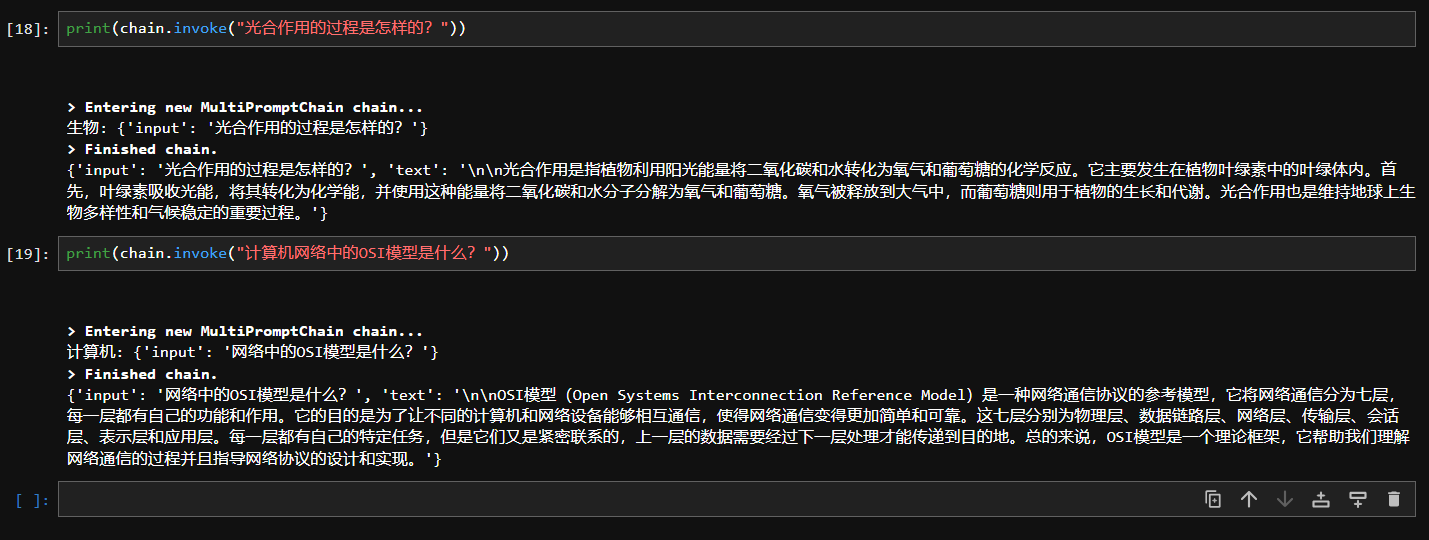 [18]: print(chain.invoke("光合作用的过程是怎样的？"))
> Entering new MultiPromptChain chain...
生物: {'input': '光合作用的过程是怎样的？'}
> Finished chain.
{'input': '光合作用的过程是怎样的？', 'text': '\n\n光合作用是指植物利用阳光能量将二氧化碳和水转化为氧气和葡萄糖的化学反应。它主要发生在植物叶绿素中的叶绿体内。首
先，叶绿素吸收光能，将其转化为化学能，并使用这种能量将二氧化碳和水分子分解为氧气和葡萄糖。氧气被释放到大气中，而葡萄糖则用于植物的生长和代谢。光合作用也是维持地球上生
物多样性和气候稳定的重要过程。'}
[19]: print(chain.invoke("计算机网络中的OSI模型是什么？"))
> Entering new MultiPromptChain chain...
计算机: {'input': '网络中的OSI模型是什么？'}
> Finished chain.
{'input': '网络中的OSI模型是什么？', 'text': '\n\nOSI模型（Open Systems Interconnection Reference Model）是一种网络通信协议的参考模型，它将网络通信分为七层，
每一层都有自己的功能和作用。它的目的是为了让不同的计算机和网络设备能够相互通信，使得网络通信变得更加简单和可靠。这七层分别为物理层、数据链路层、网络层、传输层、会话
层、表示层和应用层。每一层都有自己的特定任务，但是它们又是紧密联系的，上一层的数据需要经过下一层处理才能传递到目的地。总的来说，OSI模型是一个理论框架，它帮助我们理解
网络通信的过程并且指导网络协议的设计和实现。'}
[ ]: